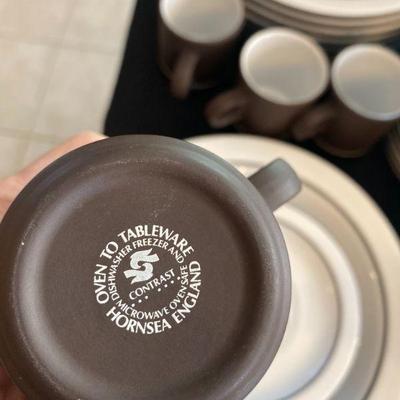 OVEN TO TABLEWARE
DISHWASHER FREEZER AND
CONTRAST
MICROWAVE OVEN SAFE
HORNSEA ENGLAND